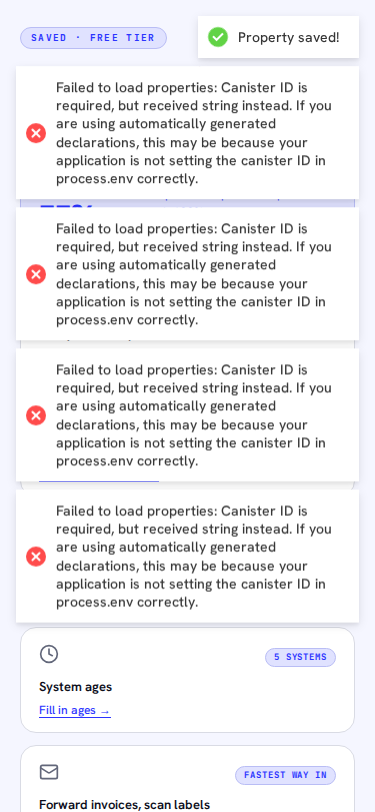 SAVED · FREE TIER
Property saved!
Failed to load properties: Canister ID is
required, but received string instead. If you
are using automatically generated
declarations, this may be because your
application is not setting the canister ID in
process.env correctly.
Failed to load properties: Canister ID is
required, but received string instead. If you
are using automatically generated
declarations, this may be because your
application is not setting the canister ID in
process.env correctly.
Failed to load properties: Canister ID is
required, but received string instead. If you
are using automatically generated
declarations, this may be because your
application is not setting the canister ID in
process.env correctly.
Failed to load properties: Canister ID is
required, but received string instead. If you
are using automatically generated
declarations, this may be because your
application is not setting the canister ID in
process.env correctly.
5 SYSTEMS
System ages
Fill in ages →
FASTEST WAY IN
Forward invoices, scan labels